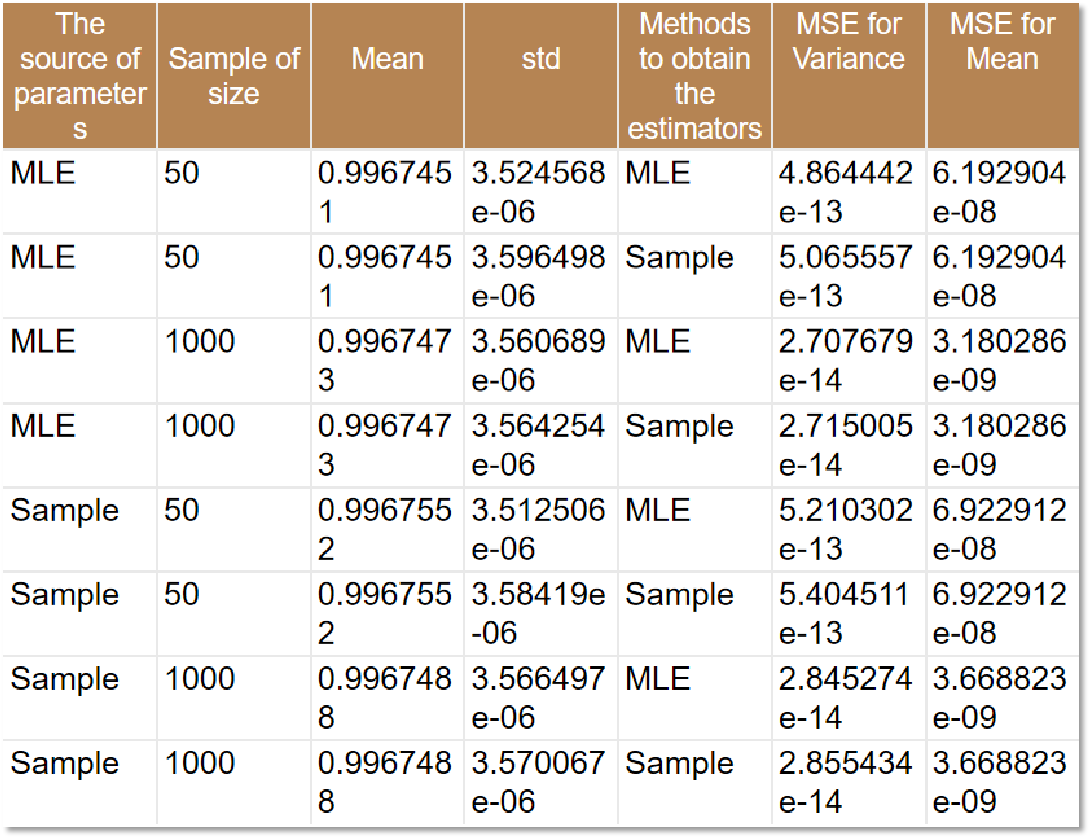 The source of parameters | Sample of size | Mean | std | Methods to obtain the estimators | MSE for Variance | MSE for Mean
MLE | 50 | 0.9967451 | 3.524568e-06 | MLE | 4.864442e-13 | 6.192904e-08
MLE | 50 | 0.9967451 | 3.596498e-06 | Sample | 5.065557e-13 | 6.192904e-08
MLE | 1000 | 0.9967473 | 3.560689e-06 | MLE | 2.707679e-14 | 3.180286e-09
MLE | 1000 | 0.9967473 | 3.564254e-06 | Sample | 2.715005e-14 | 3.180286e-09
Sample | 50 | 0.9967552 | 3.512506e-06 | MLE | 5.210302e-13 | 6.922912e-08
Sample | 50 | 0.9967552 | 3.58419e-06 | Sample | 5.404511e-13 | 6.922912e-08
Sample | 1000 | 0.9967488 | 3.566497e-06 | MLE | 2.845274e-14 | 3.668823e-09
Sample | 1000 | 0.9967488 | 3.570067e-06 | Sample | 2.855434e-14 | 3.668823e-09